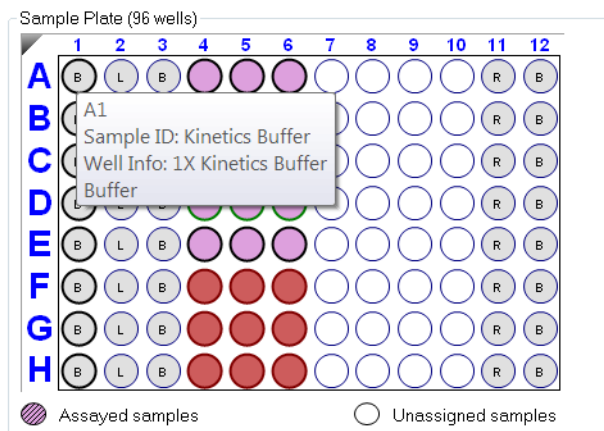 Sample Plate (96 wells)
1 2 3 4 5 6 7 8 9 10 11 12
A B L B R B
B R B
C R B
D R B
E B L B R B
F B L B R B
G B L B R B
H B L B R B
A1
Sample ID: Kinetics Buffer
Well Info: 1X Kinetics Buffer
Buffer
Assayed samples
Unassigned samples